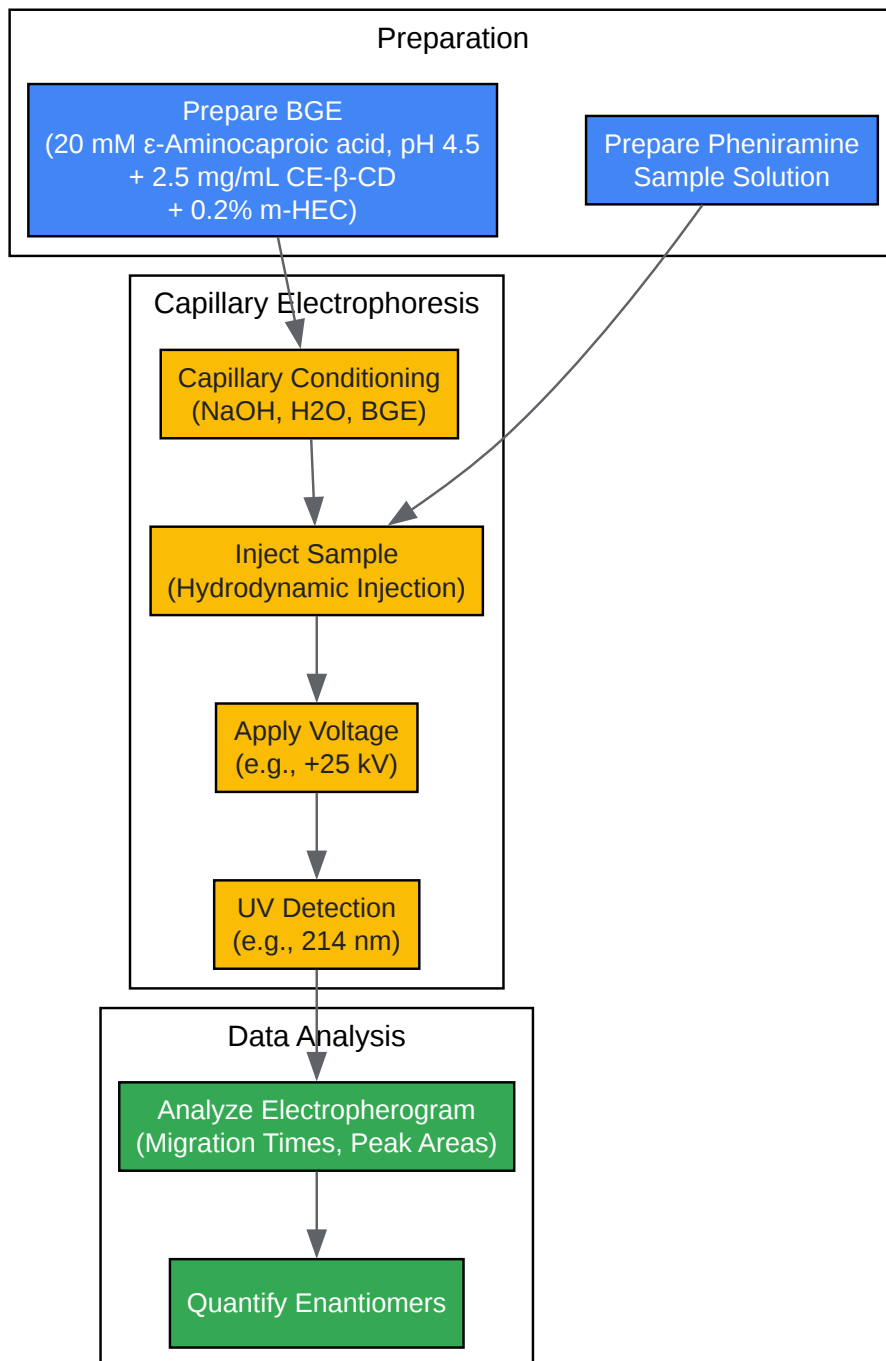 Preparation
Prepare BGE
(20 mM ε-Aminocaproic acid, pH 4.5
+ 2.5 mg/mL CE-β-CD
+ 0.2% m-HEC)
Prepare Pheniramine
Sample Solution
Capillary Electrophoresis
Capillary Conditioning
(NaOH, H2O, BGE)
Inject Sample
(Hydrodynamic Injection)
Apply Voltage
(e.g., +25 kV)
UV Detection
(e.g., 214 nm)
Data Analysis
Analyze Electropherogram
(Migration Times, Peak Areas)
Quantify Enantiomers